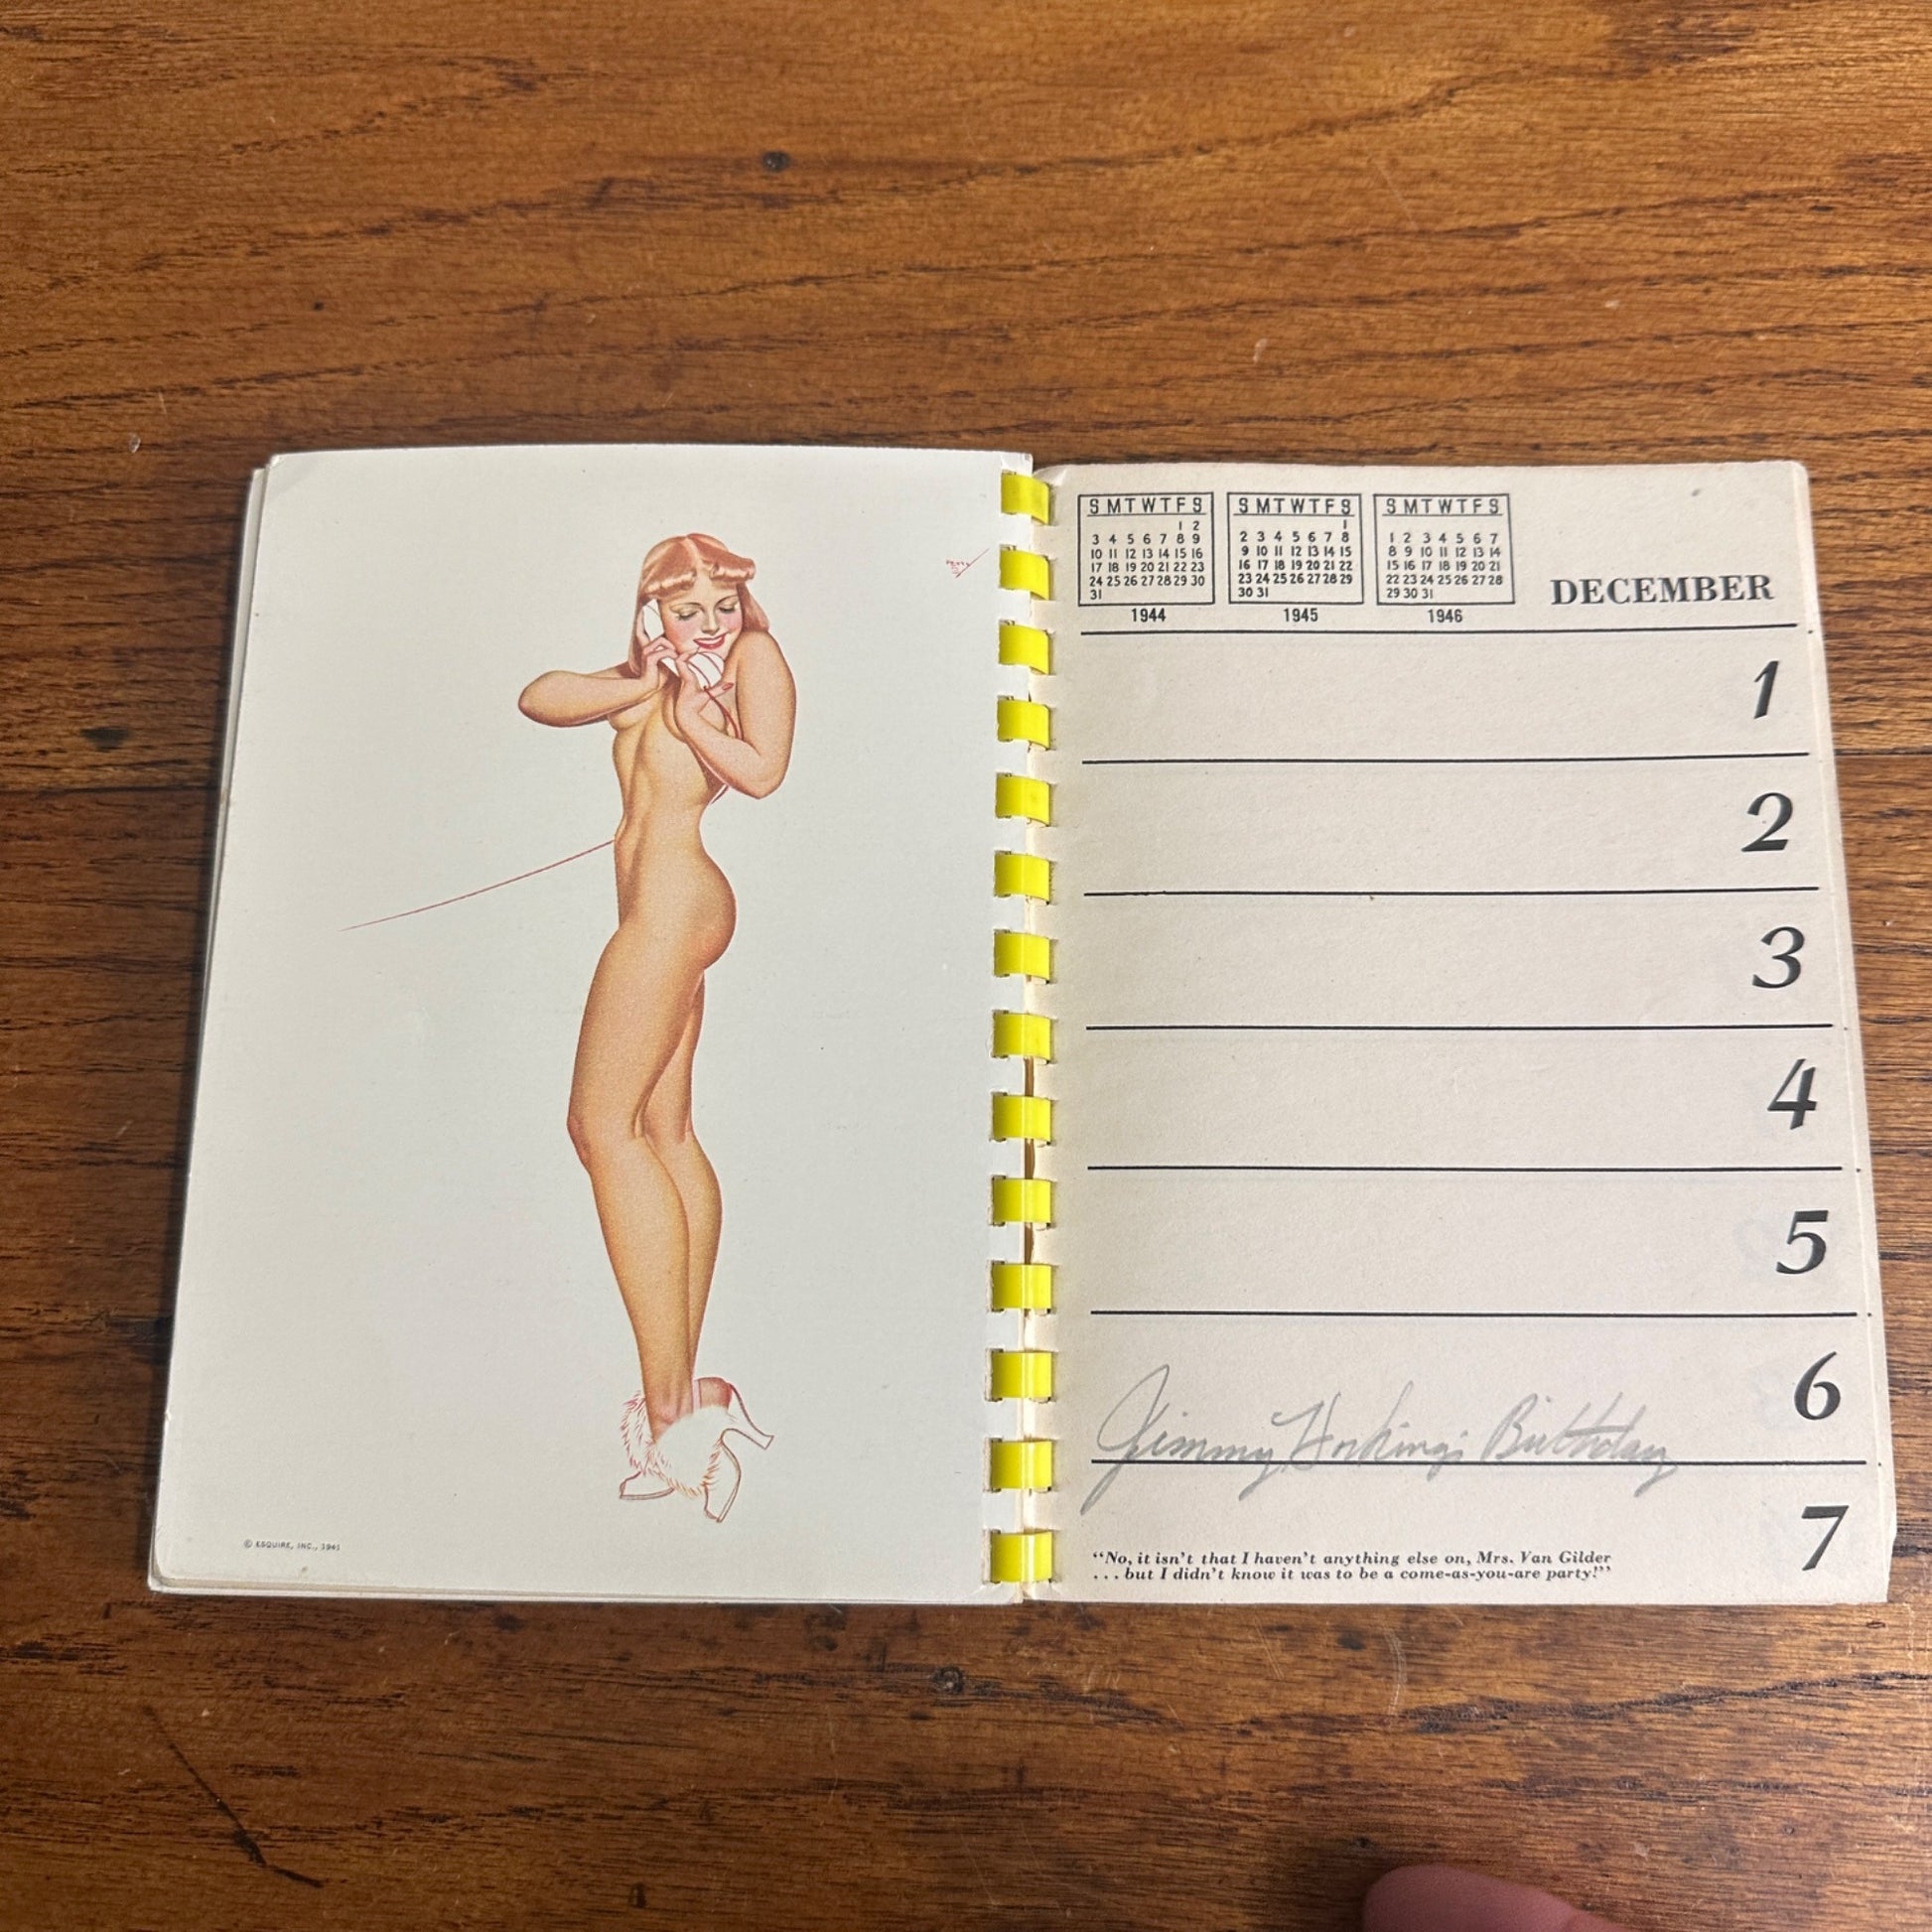 Petty
© ESQUIRE, INC., 1941
S M T W T F S
1 2
3 4 5 6 7 8 9
10 11 12 13 14 15 16
17 18 19 20 21 22 23
24 25 26 27 28 29 30
31
1944
S M T W T F S
1
2 3 4 5 6 7 8
9 10 11 12 13 14 15
16 17 18 19 20 21 22
23 24 25 26 27 28 29
30 31
1945
S M T W T F S
1 2 3 4 5 6 7
8 9 10 11 12 13 14
15 16 17 18 19 20 21
22 23 24 25 26 27 28
29 30 31
1946
DECEMBER
1
2
3
4
5
6
Jimmy Birthday
7
"No, it isn't that I haven't anything else on, Mrs. Van Gilder
. . . but I didn't know it was to be a come-as-you-are party!"